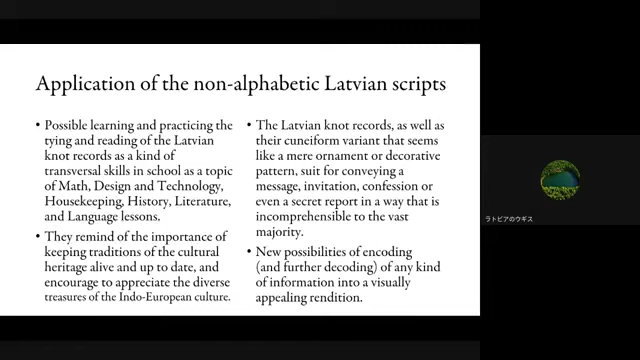 Application of the non-alphabetic Latvian scripts
• Possible learning and practicing the
tying and reading of the Latvian
knot records as a kind of
transversal skills in school as a topic
of Math, Design and Technology,
Housekeeping, History, Literature,
and Language lessons.
• They remind of the importance of
keeping traditions of the cultural
heritage alive and up to date, and
encourage to appreciate the diverse
treasures of the Indo-European culture.
• The Latvian knot records, as well as
their cuneiform variant that seems
like a mere ornament or decorative
pattern, suit for conveying a
message, invitation, confession or
even a secret report in a way that is
incomprehensible to the vast
majority.
• New possibilities of encoding
(and further decoding) of any kind
of information into a visually
appealing rendition.
ラトビアのウギス